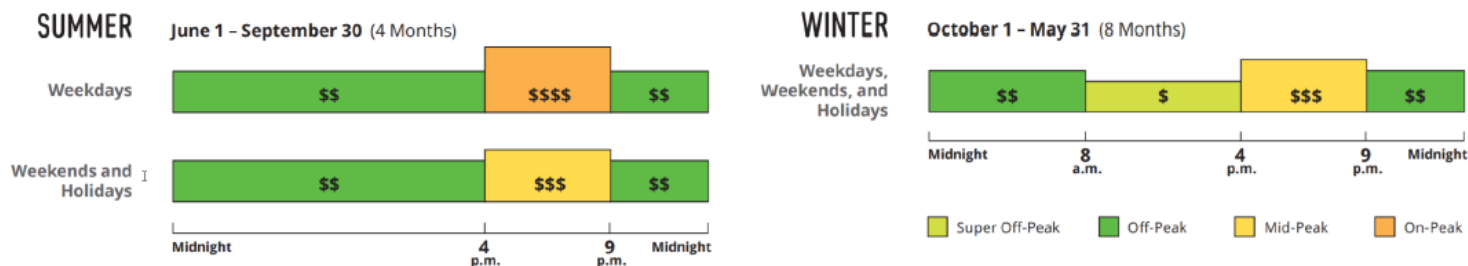 SUMMER June 1 – September 30 (4 Months)
Weekdays
$$ $$$$ $$
Weekends and
Holidays
$$ $$$ $$
Midnight 4 p.m. 9 p.m. Midnight
WINTER October 1 – May 31 (8 Months)
Weekdays,
Weekends, and
Holidays
$$ $ $$$ $$
Midnight 8 a.m. 4 p.m. 9 p.m. Midnight
Super Off-Peak Off-Peak Mid-Peak On-Peak